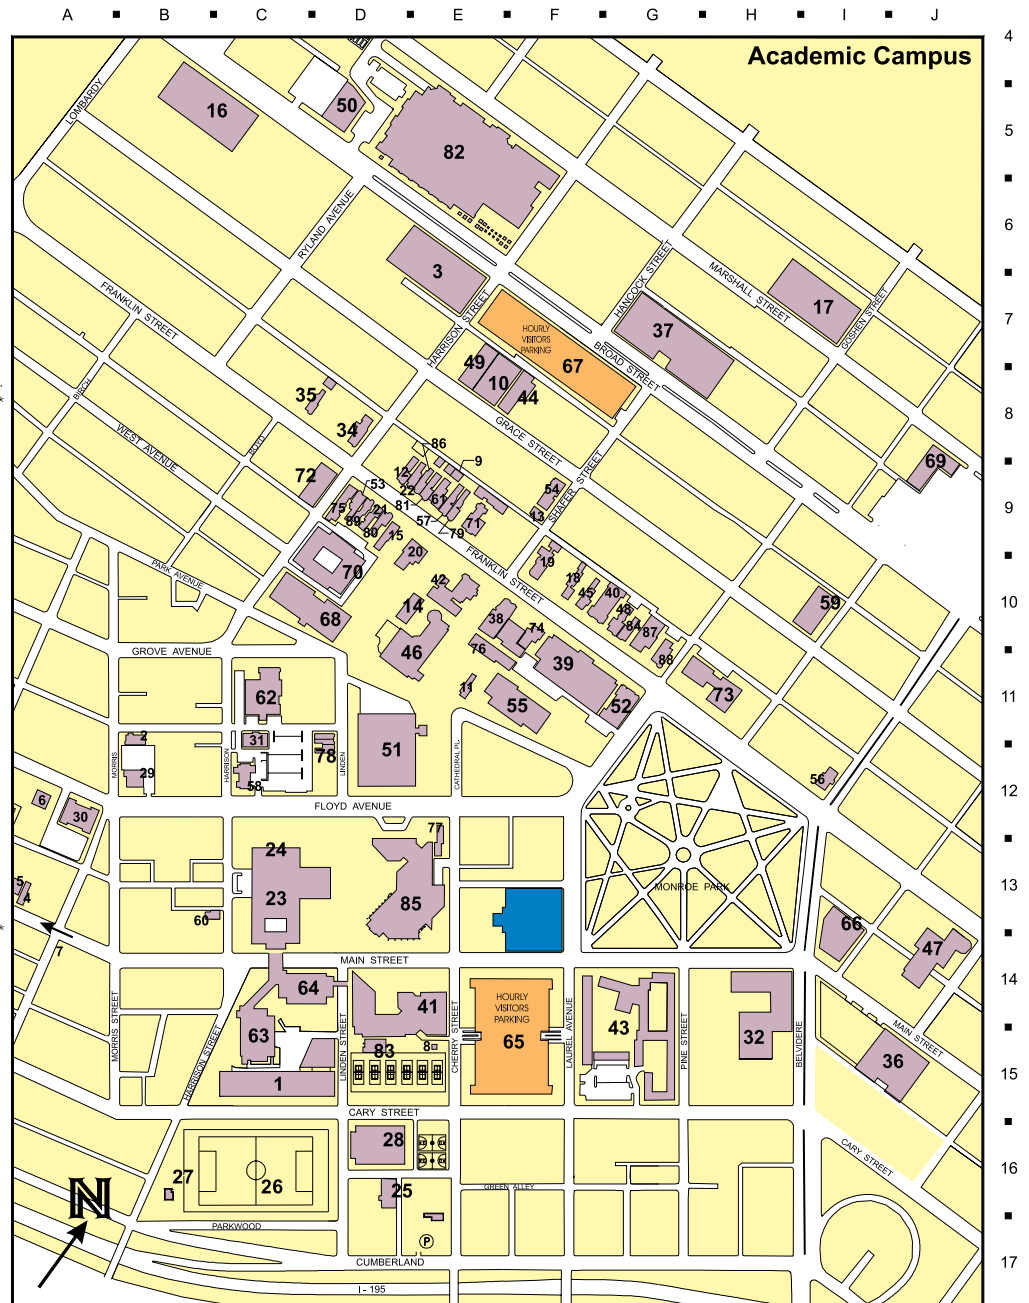 A ■ B ■ C ■ D ■ E ■ F ■ G ■ H ■ I ■ J ■
4
Academic Campus
■
LOMBARDY
16
50
5
82
■
RYLAND AVENUE
6
3
HANCOCK STREET
MARSHALL STREET
■
17
FRANKLIN STREET
HARRISON STREET
GOSHEN STREET
7
HOURLY
VISITORS
PARKING
37
BROAD STREET
67
49
10
44
■
BIRCH
35
34
GRACE STREET
8
WEST AVENUE
BOYD
86
9
12
72
53
22
81
61
57
79
71
54
13
SHAFER STREET
69
■
75
89
80
21
15
20
9
PARK AVENUE
70
FRANKLIN STREET
19
18
45
40
48
84
87
88
■
42
14
68
46
38
74
76
39
59
10
GROVE AVENUE
■
62
11
55
52
73
11
2
31
78
51
MORRIS
29
HARRISON
58
LINDEN
CATHEDRAL PL.
56
■
FLOYD AVENUE
12
6
30
77
24
23
85
MONROE PARK
■
5
4
60
13
7
66
47
■
MAIN STREET
14
64
41
HOURLY
VISITORS
PARKING
65
MORRIS STREET
HARRISON STREET
63
LINDEN STREET
83
8
CHERRY STREET
LAUREL AVENUE
43
PINE STREET
32
BELVIDERE
MAIN STREET
36
■
1
15
CARY STREET
■
28
CARY STREET
27
26
25
GREEN ALLEY
16
N
PARKWOOD
P
■
CUMBERLAND
17
I - 195